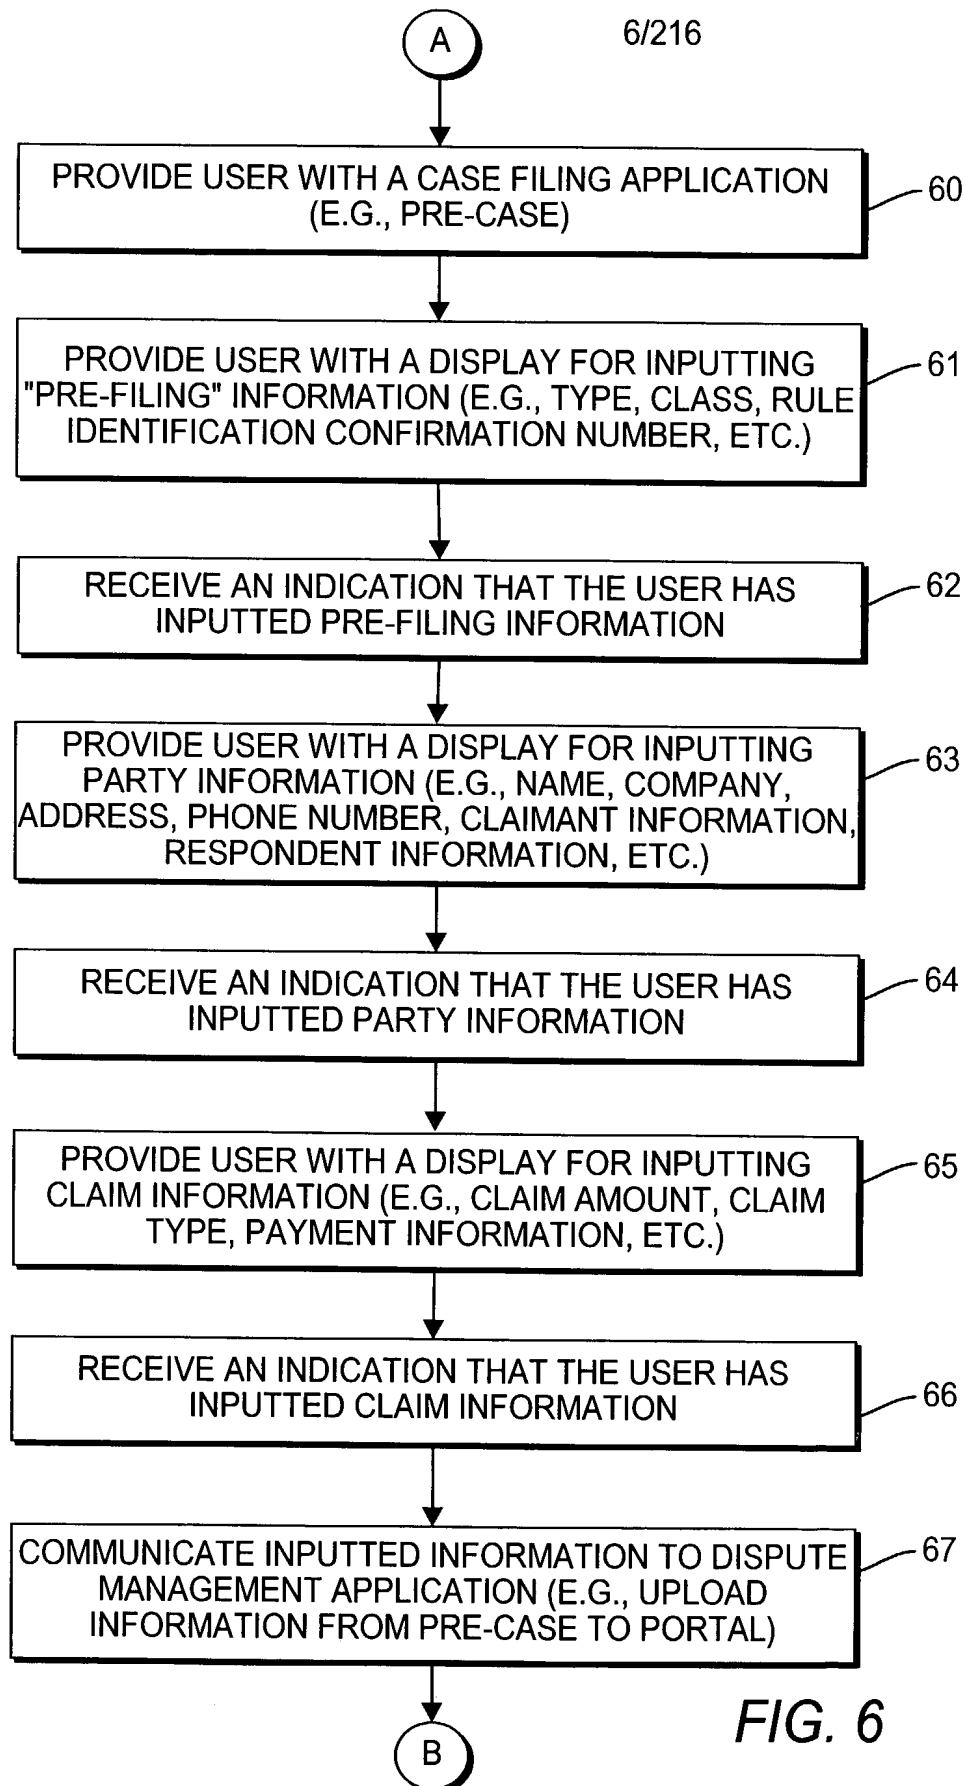 A
6/216
PROVIDE USER WITH A CASE FILING APPLICATION
(E.G., PRE-CASE)
60
PROVIDE USER WITH A DISPLAY FOR INPUTTING
"PRE-FILING" INFORMATION (E.G., TYPE, CLASS, RULE
IDENTIFICATION CONFIRMATION NUMBER, ETC.)
61
RECEIVE AN INDICATION THAT THE USER HAS
INPUTTED PRE-FILING INFORMATION
62
PROVIDE USER WITH A DISPLAY FOR INPUTTING
PARTY INFORMATION (E.G., NAME, COMPANY,
ADDRESS, PHONE NUMBER, CLAIMANT INFORMATION,
RESPONDENT INFORMATION, ETC.)
63
RECEIVE AN INDICATION THAT THE USER HAS
INPUTTED PARTY INFORMATION
64
PROVIDE USER WITH A DISPLAY FOR INPUTTING
CLAIM INFORMATION (E.G., CLAIM AMOUNT, CLAIM
TYPE, PAYMENT INFORMATION, ETC.)
65
RECEIVE AN INDICATION THAT THE USER HAS
INPUTTED CLAIM INFORMATION
66
COMMUNICATE INPUTTED INFORMATION TO DISPUTE
MANAGEMENT APPLICATION (E.G., UPLOAD
INFORMATION FROM PRE-CASE TO PORTAL)
67
FIG. 6
B